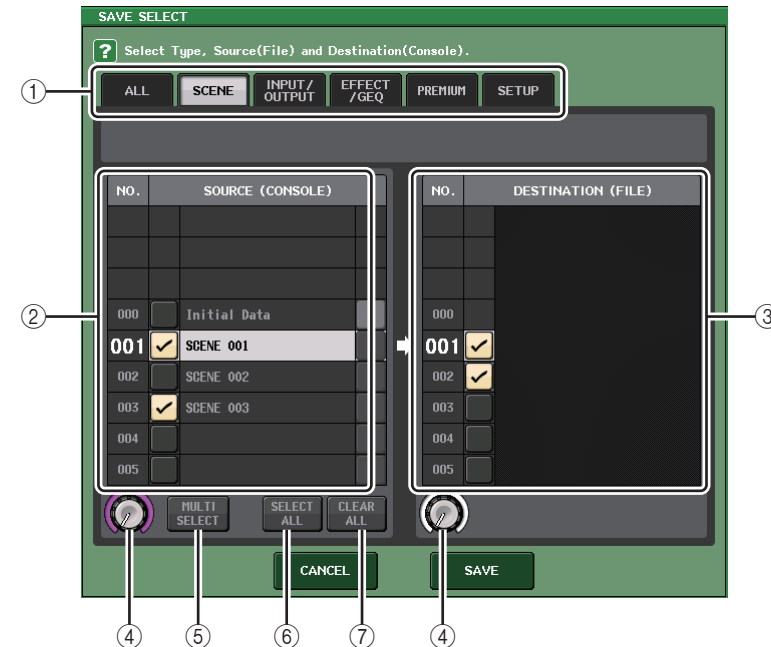 SAVE SELECT
? Select Type, Source(File) and Destination(Console).
① ALL SCENE INPUT/ OUTPUT EFFECT /GEQ PREMIUM SETUP
NO. SOURCE (CONSOLE) NO. DESTINATION (FILE)
② 000 Initial Data 000 ③
001 SCENE 001 001
002 SCENE 002 002
003 SCENE 003 003
004 004
005 005
MULTI SELECT SELECT ALL CLEAR ALL
CANCEL SAVE
④ ⑤ ⑥ ⑦ ④